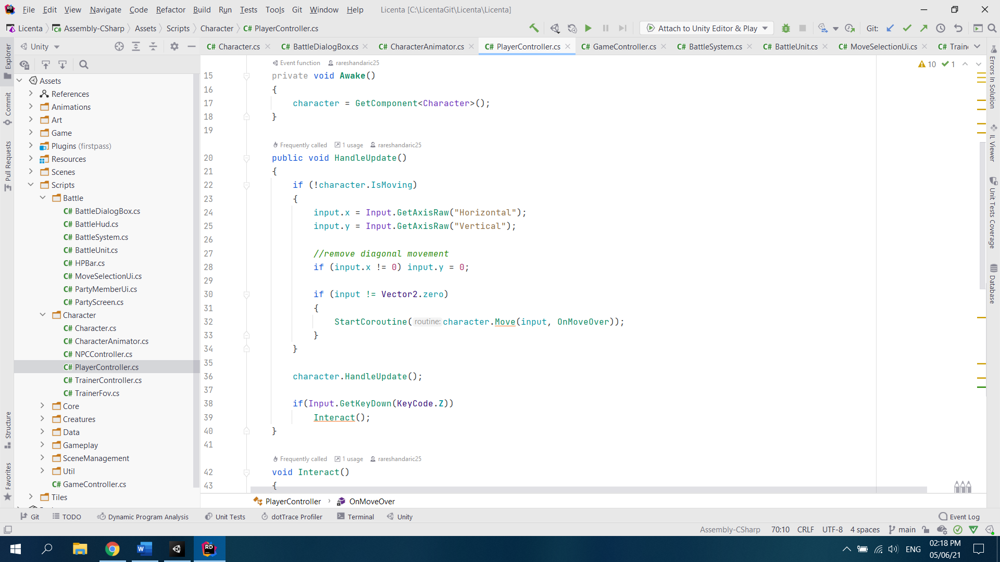 File Edit View Navigate Code Refactor Build Run Tests Tools Git Window Help Licenta [C:\LicentaGit\Licenta\Licenta]
Licenta Assembly-CSharp Assets Scripts Character C# PlayerController.cs Attach to Unity Editor & Play Git:
Unity
C# Character.cs C# BattleDialogBox.cs C# CharacterAnimator.cs C# PlayerController.cs C# GameController.cs C# BattleSystem.cs C# BattleUnit.cs C# MoveSelectionUi.cs C# Traine
Explorer
Commit
Pull Requests
Structure
Favorites
Assets
References
Animations
Art
Game
Plugins (firstpass)
Resources
Scenes
Scripts
Battle
C# BattleDialogBox.cs
C# BattleHud.cs
C# BattleSystem.cs
C# BattleUnit.cs
C# HPBar.cs
C# MoveSelectionUi.cs
C# PartyMemberUi.cs
C# PartyScreen.cs
Character
C# Character.cs
C# CharacterAnimator.cs
C# NPCController.cs
C# PlayerController.cs
C# TrainerController.cs
C# TrainerFov.cs
Core
Creatures
Data
Gameplay
SceneManagement
Util
C# GameController.cs
Tiles
Event function rareshandaric25
10 1
15 private void Awake()
16 {
17 character = GetComponent<Character>();
18 }
19
Frequently called 1 usage rareshandaric25
20 public void HandleUpdate()
21 {
22 if (!character.IsMoving)
23 {
24 input.x = Input.GetAxisRaw("Horizontal");
25 input.y = Input.GetAxisRaw("Vertical");
26
27 //remove diagonal movement
28 if (input.x != 0) input.y = 0;
29
30 if (input != Vector2.zero)
31 {
32 StartCoroutine(routine: character.Move(input, OnMoveOver));
33 }
34 }
35
36 character.HandleUpdate();
37
38 if(Input.GetKeyDown(KeyCode.Z))
39 Interact();
40 }
41
Frequently called 1 usage rareshandaric25
42 void Interact()
43 {
Errors In Solution
IL Viewer
Unit Tests Coverage
Database
PlayerController OnMoveOver
Git TODO Dynamic Program Analysis Unit Tests dotTrace Profiler Terminal Unity Event Log
Assembly-CSharp 70:10 CRLF UTF-8 4 spaces main
ENG 02:18 PM
05/06/21